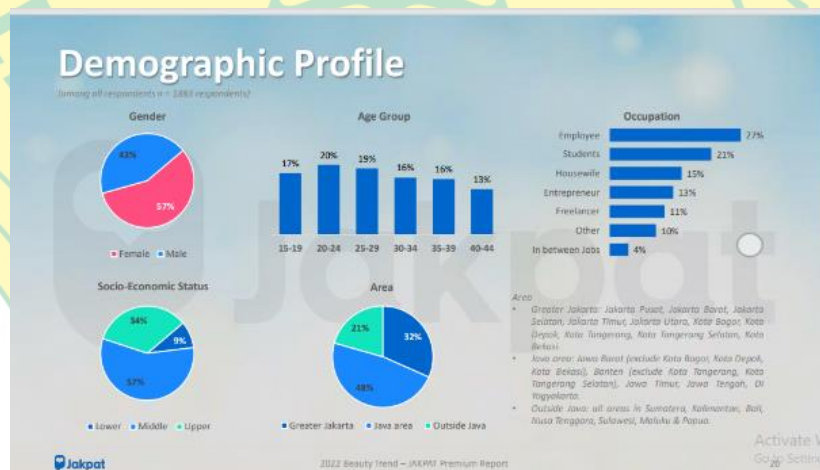 Demographic Profile
(among all respondents n = 1883 respondents)
Gender
43%
57%
Female Male
Age Group
17% 20% 19% 16% 16% 13%
15-19 20-24 25-29 30-34 35-39 40-44
Occupation
Employee 27%
Students 21%
Housewife 15%
Entrepreneur 13%
Freelancer 11%
Other 10%
In between Jobs 4%
Socio-Economic Status
34%
9%
57%
Lower Middle Upper
Area
21%
32%
48%
Greater Jakarta Java area Outside Java
Area
• Greater Jakarta: Jakarta Pusat, Jakarta Barat, Jakarta
Selatan, Jakarta Timur, Jakarta Utara, Kota Bogor, Kota
Depok, Kota Tangerang, Kota Tangerang Selatan, Kota
Bekasi.
• Java area: Jawa Barat (exclude Kota Bogor, Kota Depok,
Kota Bekasi), Banten (exclude Kota Tangerang, Kota
Tangerang Selatan), Jawa Timur, Jawa Tengah, DI
Yogyakarta.
• Outside Java: all areas in Sumatera, Kalimantan, Bali,
Nusa Tenggara, Sulawesi, Maluku & Papua.
Jakpat
Jakpat
2022 Beauty Trend – JAKPAT Premium Report
20
Activate W
Go to Settin